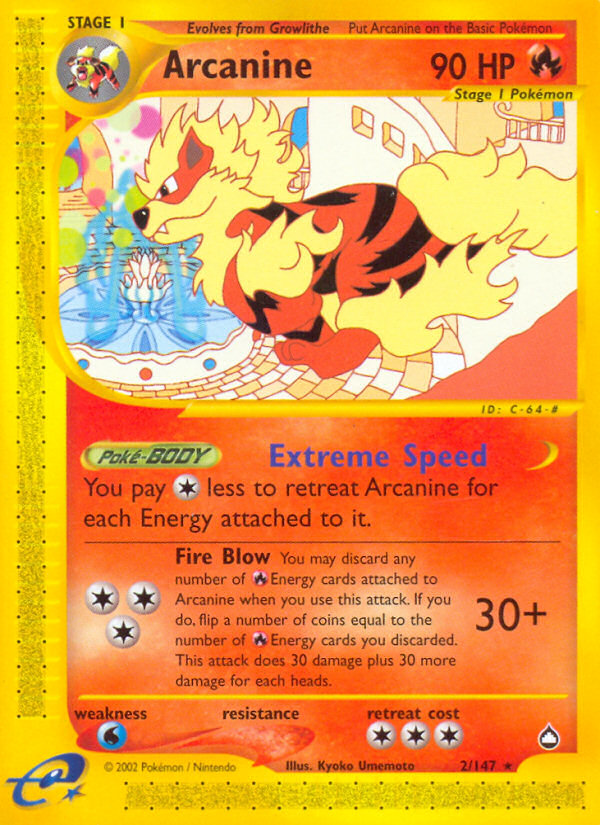 STAGE 1 Evolves from Growlithe Put Arcanine on the Basic Pokémon
Arcanine 90 HP
Stage 1 Pokémon
ID: C-64-#
Poké-BODY Extreme Speed
You pay less to retreat Arcanine for
each Energy attached to it.
Fire Blow You may discard any
number of Energy cards attached to
Arcanine when you use this attack. If you
do, flip a number of coins equal to the
number of Energy cards you discarded.
This attack does 30 damage plus 30 more
damage for each heads.
30+
weakness resistance retreat cost
© 2002 Pokémon / Nintendo Illus. Kyoko Umemoto 2/147 ★
e